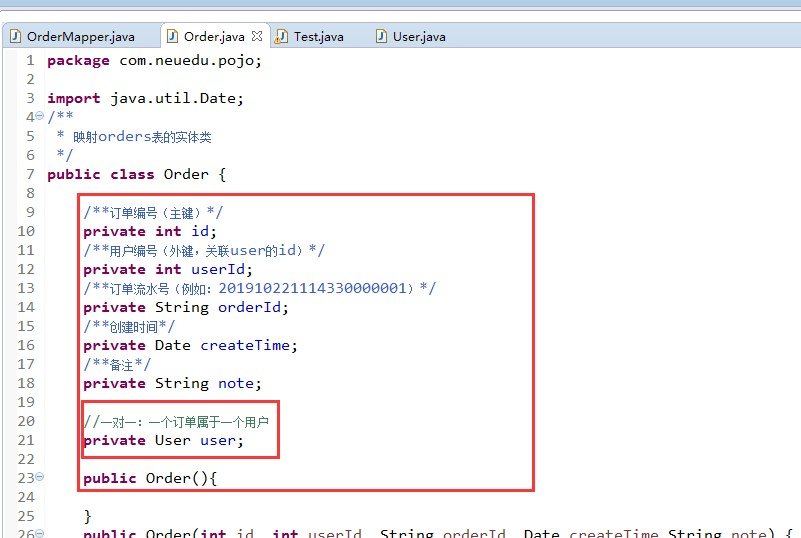 OrderMapper.java Order.java Test.java User.java
1 package com.neuedu.pojo;
2
3 import java.util.Date;
4 /**
5 * 映射orders表的实体类
6 */
7 public class Order {
8
9 /**订单编号（主键）*/
10 private int id;
11 /**用户编号（外键，关联user的id）*/
12 private int userId;
13 /**订单流水号（例如：201910221114330000001）*/
14 private String orderId;
15 /**创建时间*/
16 private Date createTime;
17 /**备注*/
18 private String note;
19
20 //一对一：一个订单属于一个用户
21 private User user;
22
23 public Order(){
24
25 }
26 public Order(int id, int userId, String orderId, Date createTime,String note) {